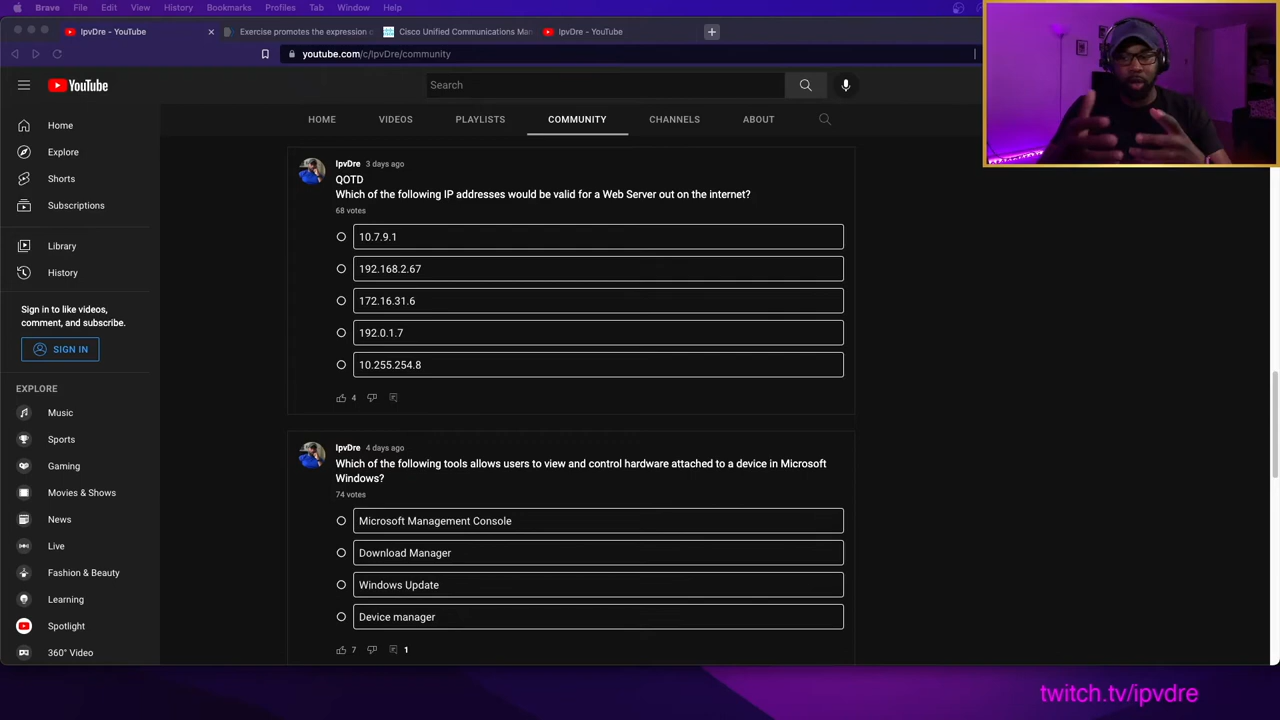 Brave File Edit View History Bookmarks Profiles Tab Window Help
IpvDre - YouTube
Exercise promotes the expression o
Cisco Unified Communications Man
IpvDre - YouTube
youtube.com/c/IpvDre/community
YouTube
Search
HOME VIDEOS PLAYLISTS COMMUNITY CHANNELS ABOUT
Home
Explore
Shorts
Subscriptions
Library
History
Sign in to like videos,
comment, and subscribe.
SIGN IN
EXPLORE
Music
Sports
Gaming
Movies & Shows
News
Live
Fashion & Beauty
Learning
Spotlight
360° Video
IpvDre 3 days ago
QOTD
Which of the following IP addresses would be valid for a Web Server out on the internet?
68 votes
10.7.9.1
192.168.2.67
172.16.31.6
192.0.1.7
10.255.254.8
4
IpvDre 4 days ago
Which of the following tools allows users to view and control hardware attached to a device in Microsoft
Windows?
74 votes
Microsoft Management Console
Download Manager
Windows Update
Device manager
7 1
twitch.tv/ipvdre